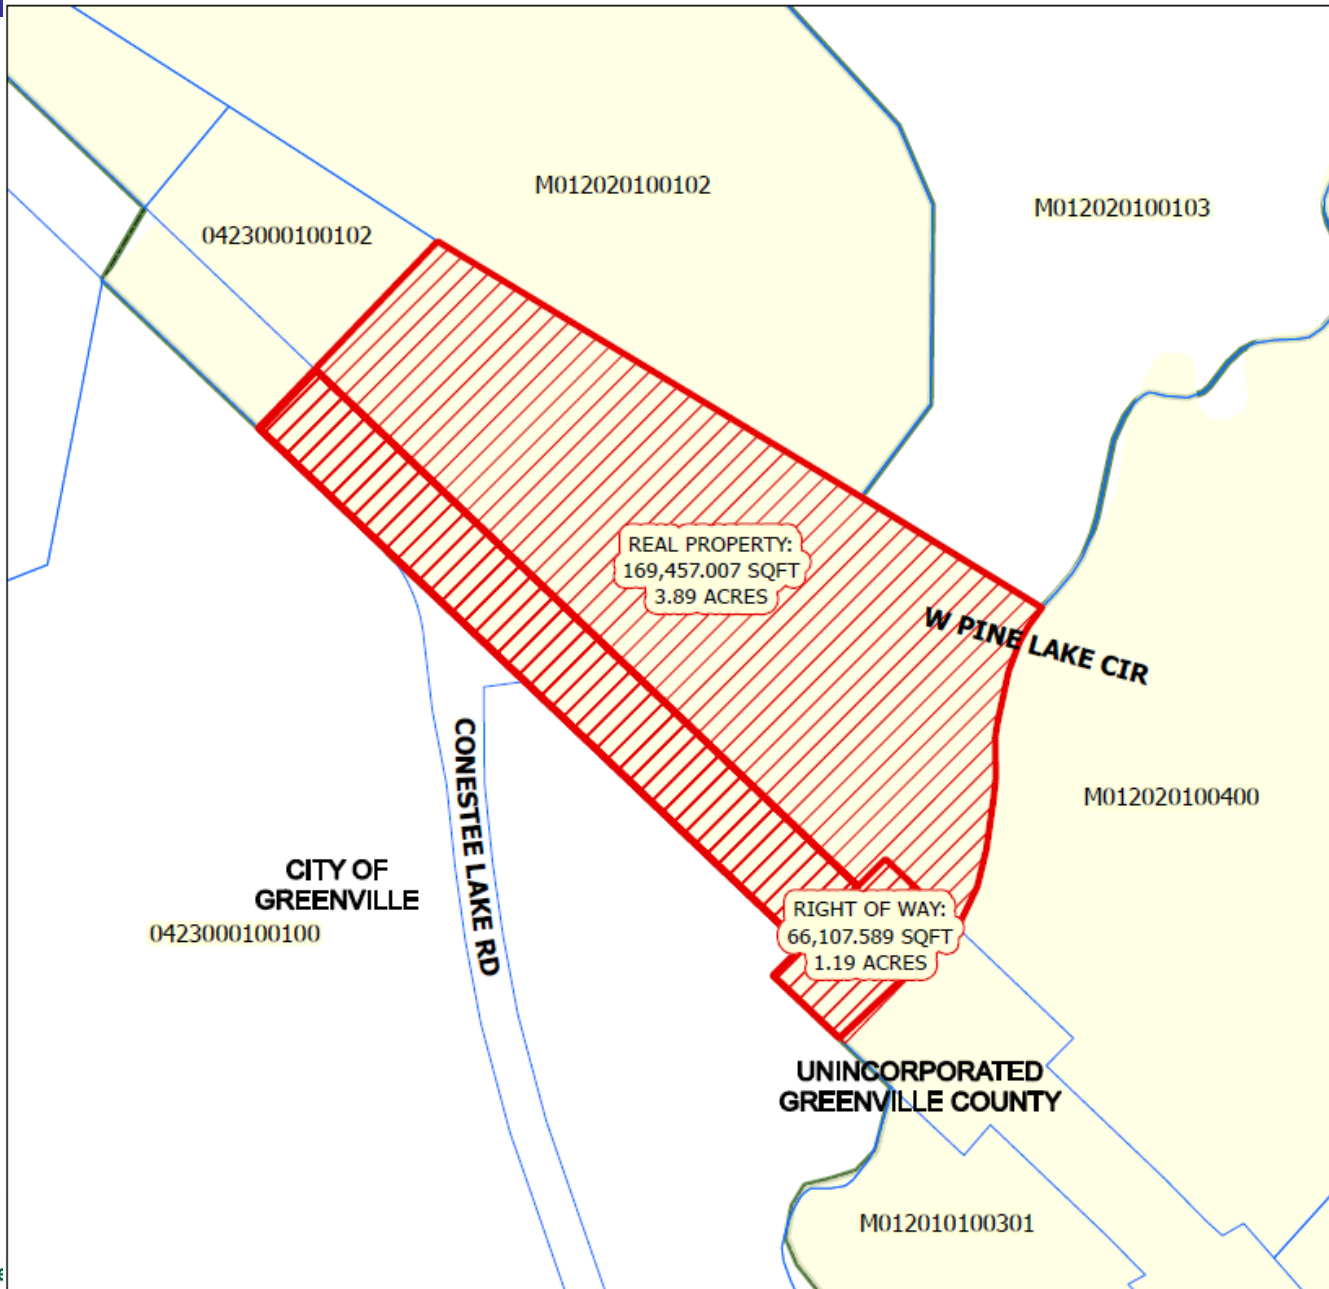 M012020100102
M012020100103
0423000100102
REAL PROPERTY:
169,457.007 SQFT
3.89 ACRES
W PINE LAKE CIR
M012020100400
CONESTEE LAKE RD
CITY OF
GREENVILLE
0423000100100
RIGHT OF WAY:
66,107.589 SQFT
1.19 ACRES
UNINCORPORATED
GREENVILLE COUNTY
M012010100301